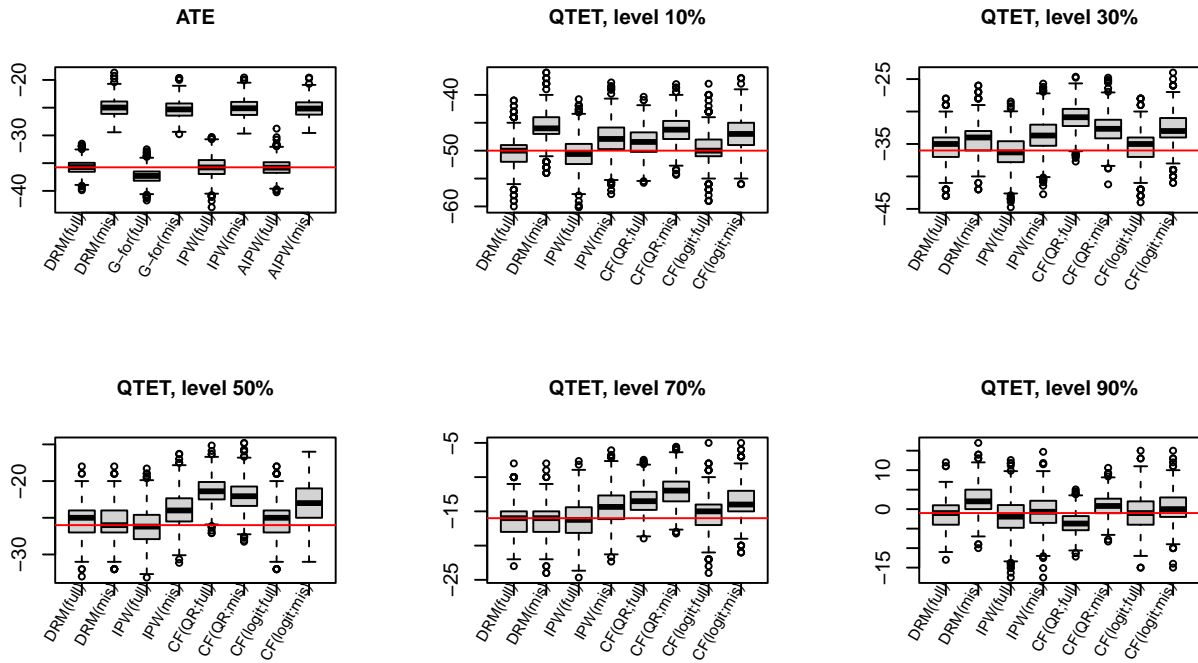 ATE
−20
−30
−40
DRM(full)
DRM(mis)
G−for(full)
G−for(mis)
IPW(full)
IPW(mis)
AIPW(full)
AIPW(mis)
QTET, level 10%
−40
−50
−60
DRM(full)
DRM(mis)
IPW(full)
IPW(mis)
CF(QR;full)
CF(QR;mis)
CF(logit;full)
CF(logit;mis)
QTET, level 30%
−25
−35
−45
DRM(full)
DRM(mis)
IPW(full)
IPW(mis)
CF(QR;full)
CF(QR;mis)
CF(logit;full)
CF(logit;mis)
QTET, level 50%
−20
−30
DRM(full)
DRM(mis)
IPW(full)
IPW(mis)
CF(QR;full)
CF(QR;mis)
CF(logit;full)
CF(logit;mis)
QTET, level 70%
−5
−15
−25
DRM(full)
DRM(mis)
IPW(full)
IPW(mis)
CF(QR;full)
CF(QR;mis)
CF(logit;full)
CF(logit;mis)
QTET, level 90%
10
0
−15
DRM(full)
DRM(mis)
IPW(full)
IPW(mis)
CF(QR;full)
CF(QR;mis)
CF(logit;full)
CF(logit;mis)